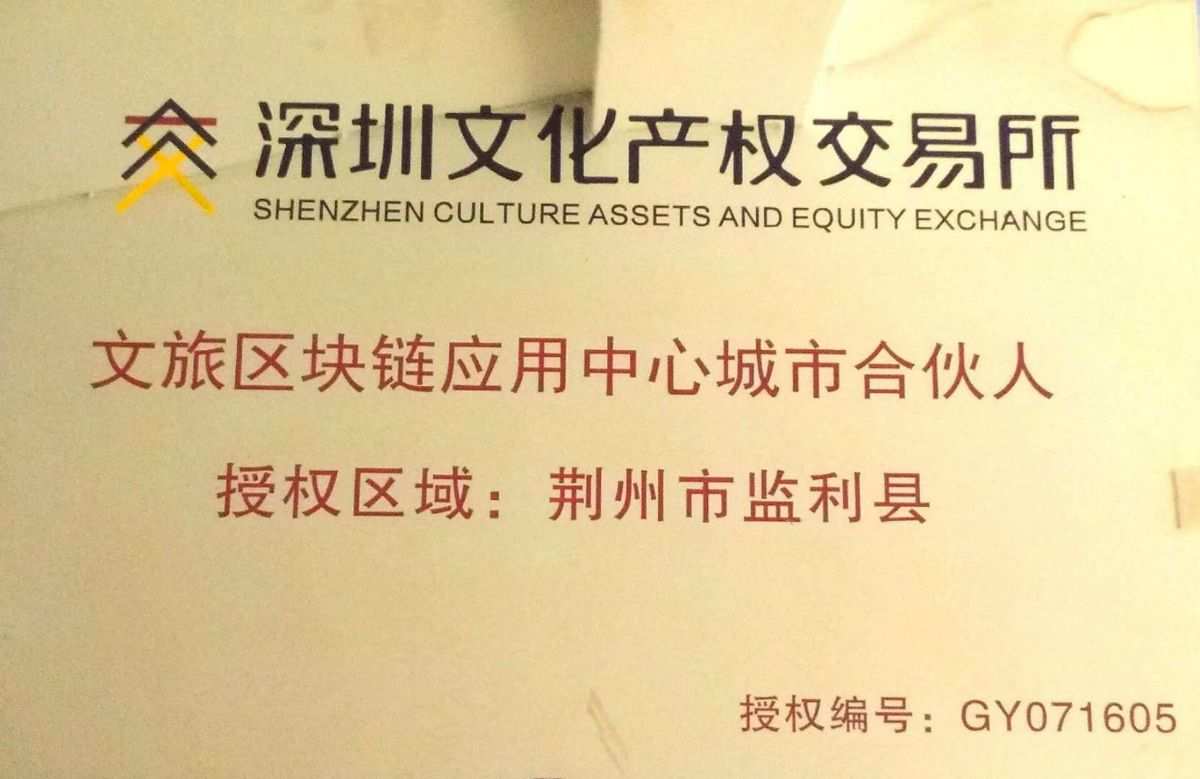 深圳文化产权交易所
SHENZHEN CULTURE ASSETS AND EQUITY EXCHANGE
文旅区块链应用中心城市合伙人
授权区域：荆州市监利县
授权编号：GY071605